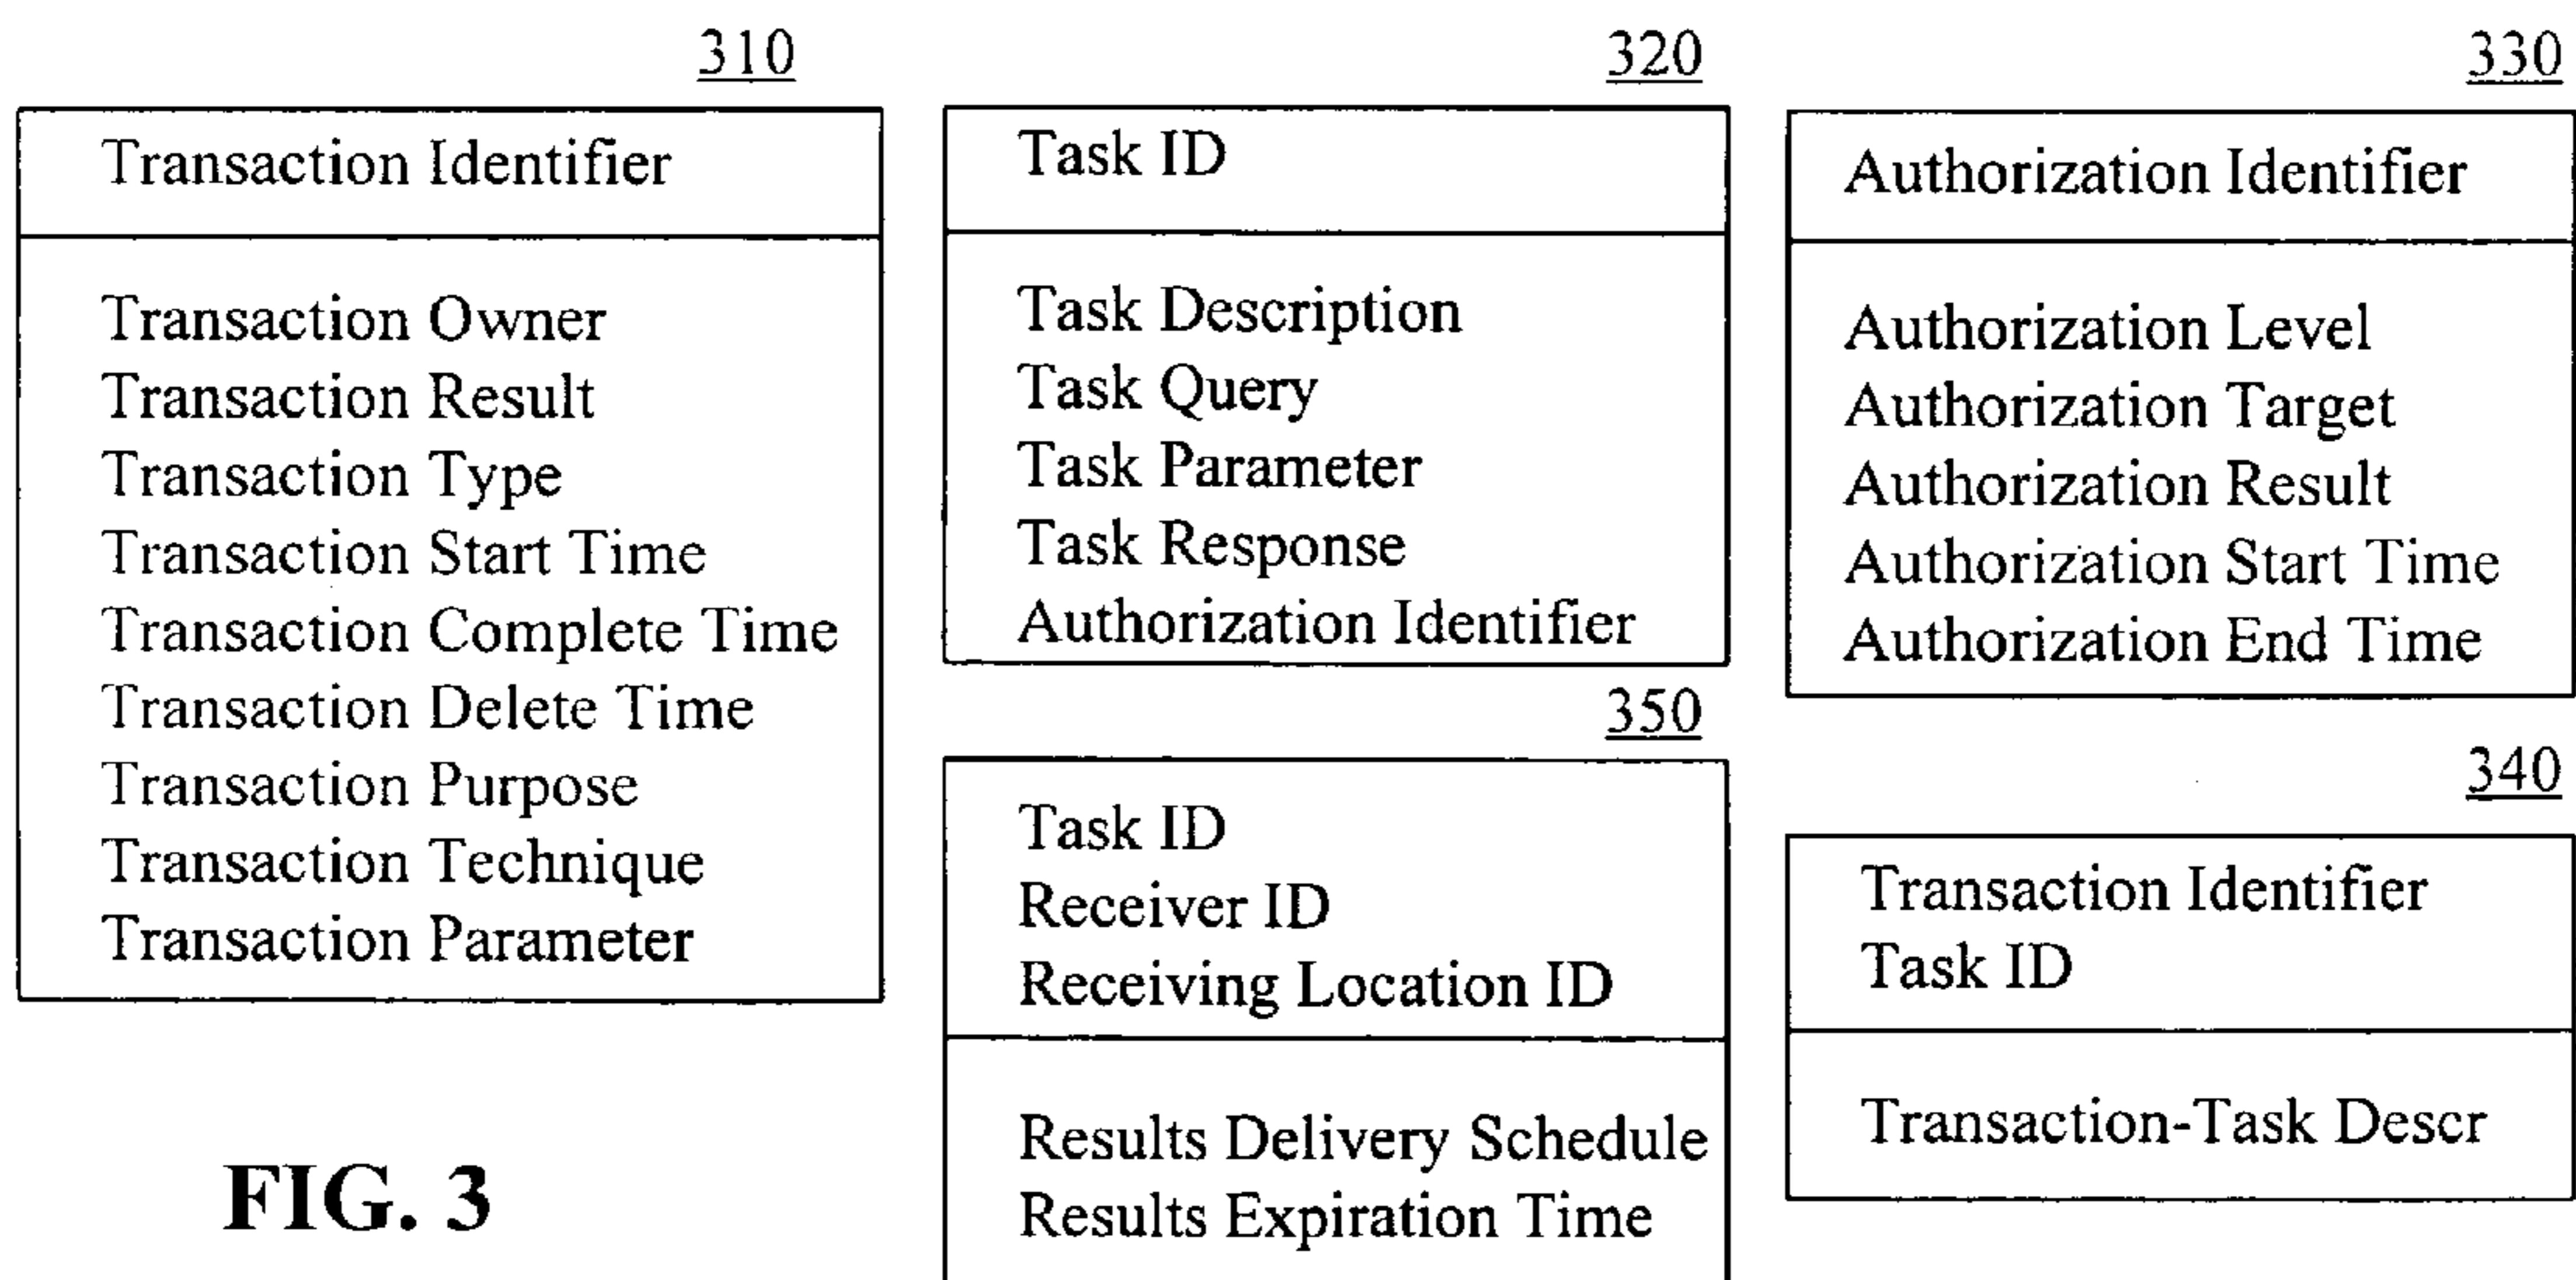 310
Transaction Identifier
Transaction Owner
Transaction Result
Transaction Type
Transaction Start Time
Transaction Complete Time
Transaction Delete Time
Transaction Purpose
Transaction Technique
Transaction Parameter
320
Task ID
Task Description
Task Query
Task Parameter
Task Response
Authorization Identifier
330
Authorization Identifier
Authorization Level
Authorization Target
Authorization Result
Authorization Start Time
Authorization End Time
350
Task ID
Receiver ID
Receiving Location ID
Results Delivery Schedule
Results Expiration Time
340
Transaction Identifier
Task ID
Transaction-Task Descr
FIG. 3